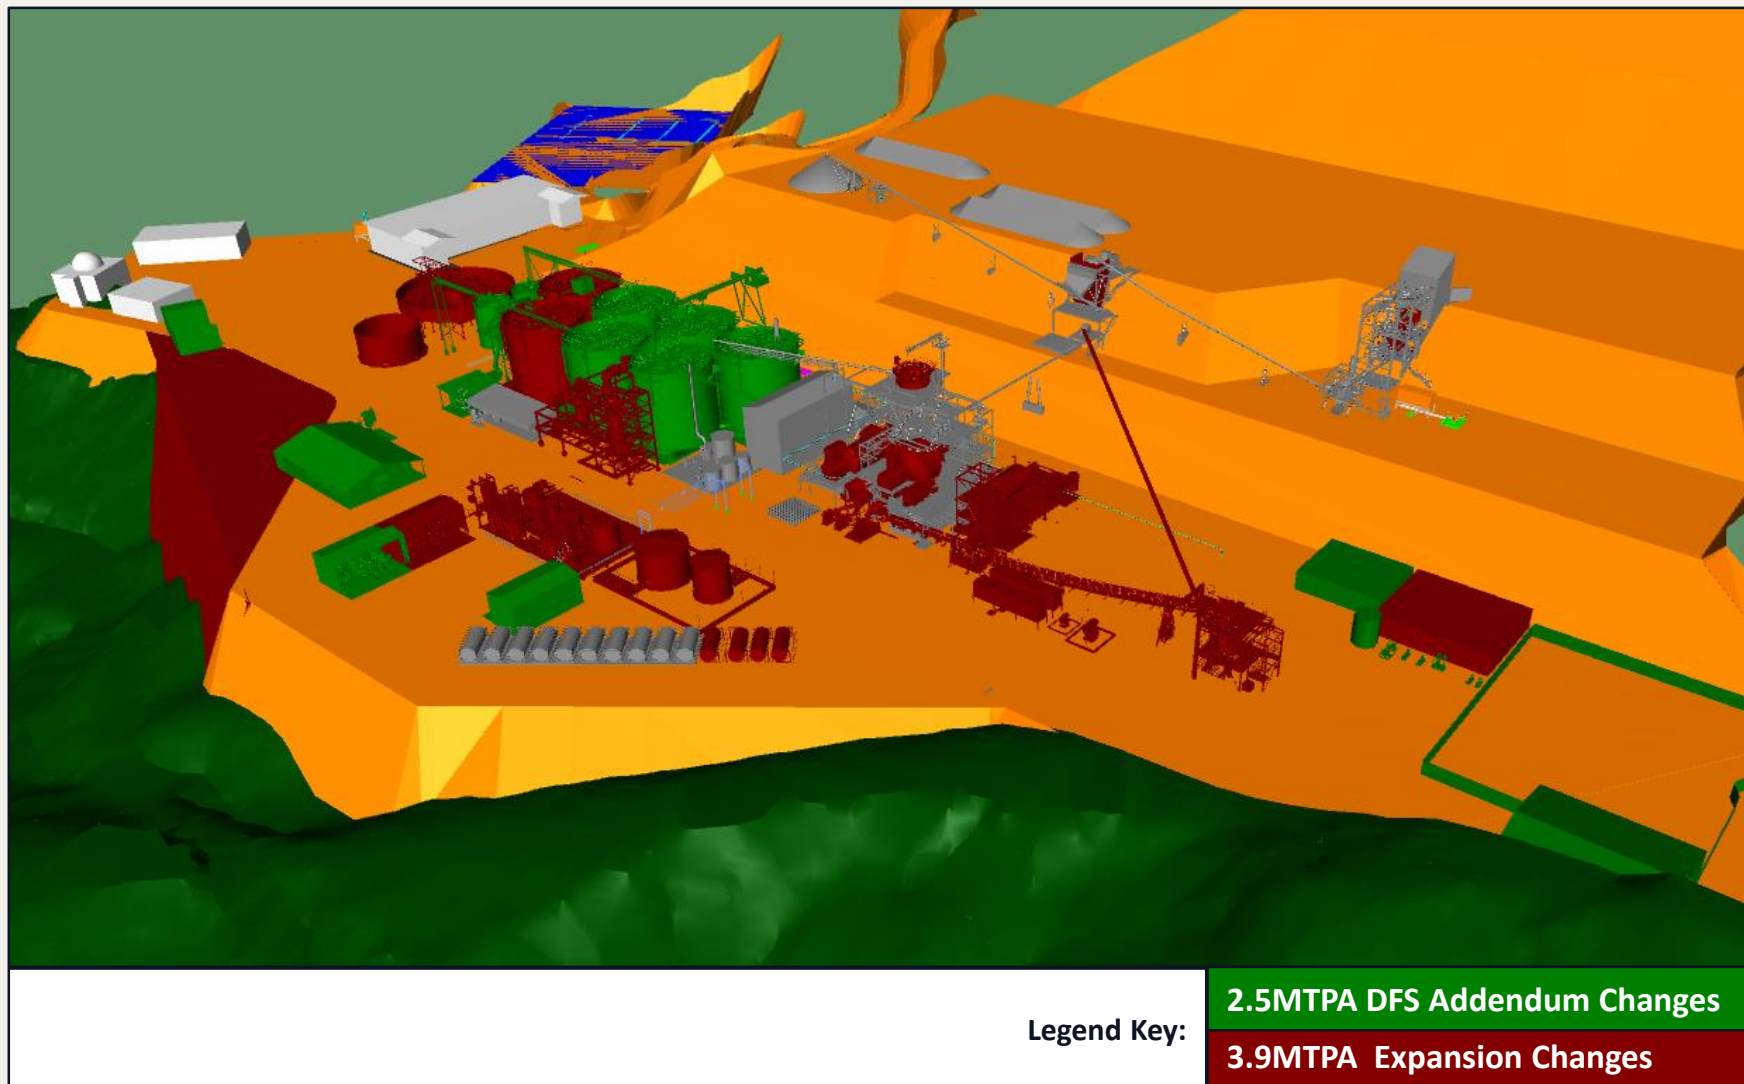 Legend Key:
2.5MTPA DFS Addendum Changes
3.9MTPA  Expansion Changes